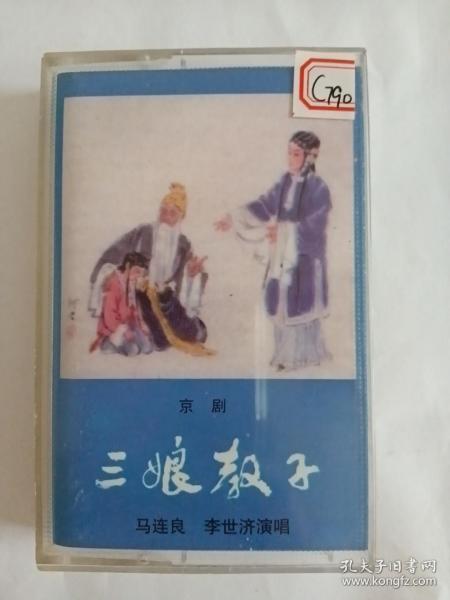 C790
京 剧
三娘教子
马连良 李世济演唱
孔夫子旧书网
www.kongfz.com